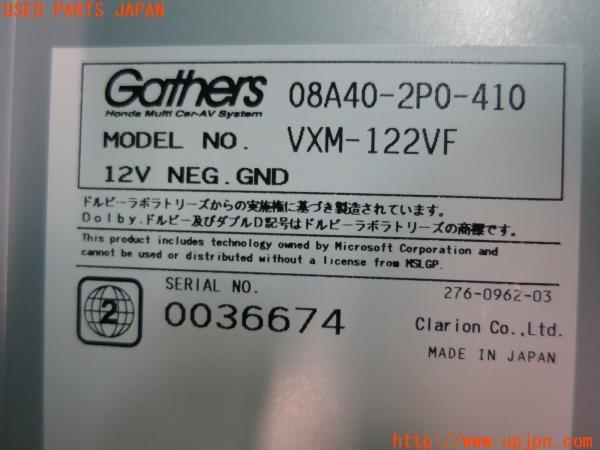 USED PARTS JAPAN
Gathers 08A40-2P0-410
Honda Multi Car-AV System
MODEL NO. VXM-122VF
12V NEG.GND
ドルビーラボラトリーズからの実施権に基づき製造されています。
Dolby.ドルビー及びダブルD記号はドルビーラボラトリーズの商標です。
This product includes technology owned by Microsoft Corporation and
cannot be used or distributed without a license from MSLGP.
SERIAL NO. 276-0962-03
2 0036674 Clarion Co.,Ltd.
MADE IN JAPAN
http://www.upjpn.com